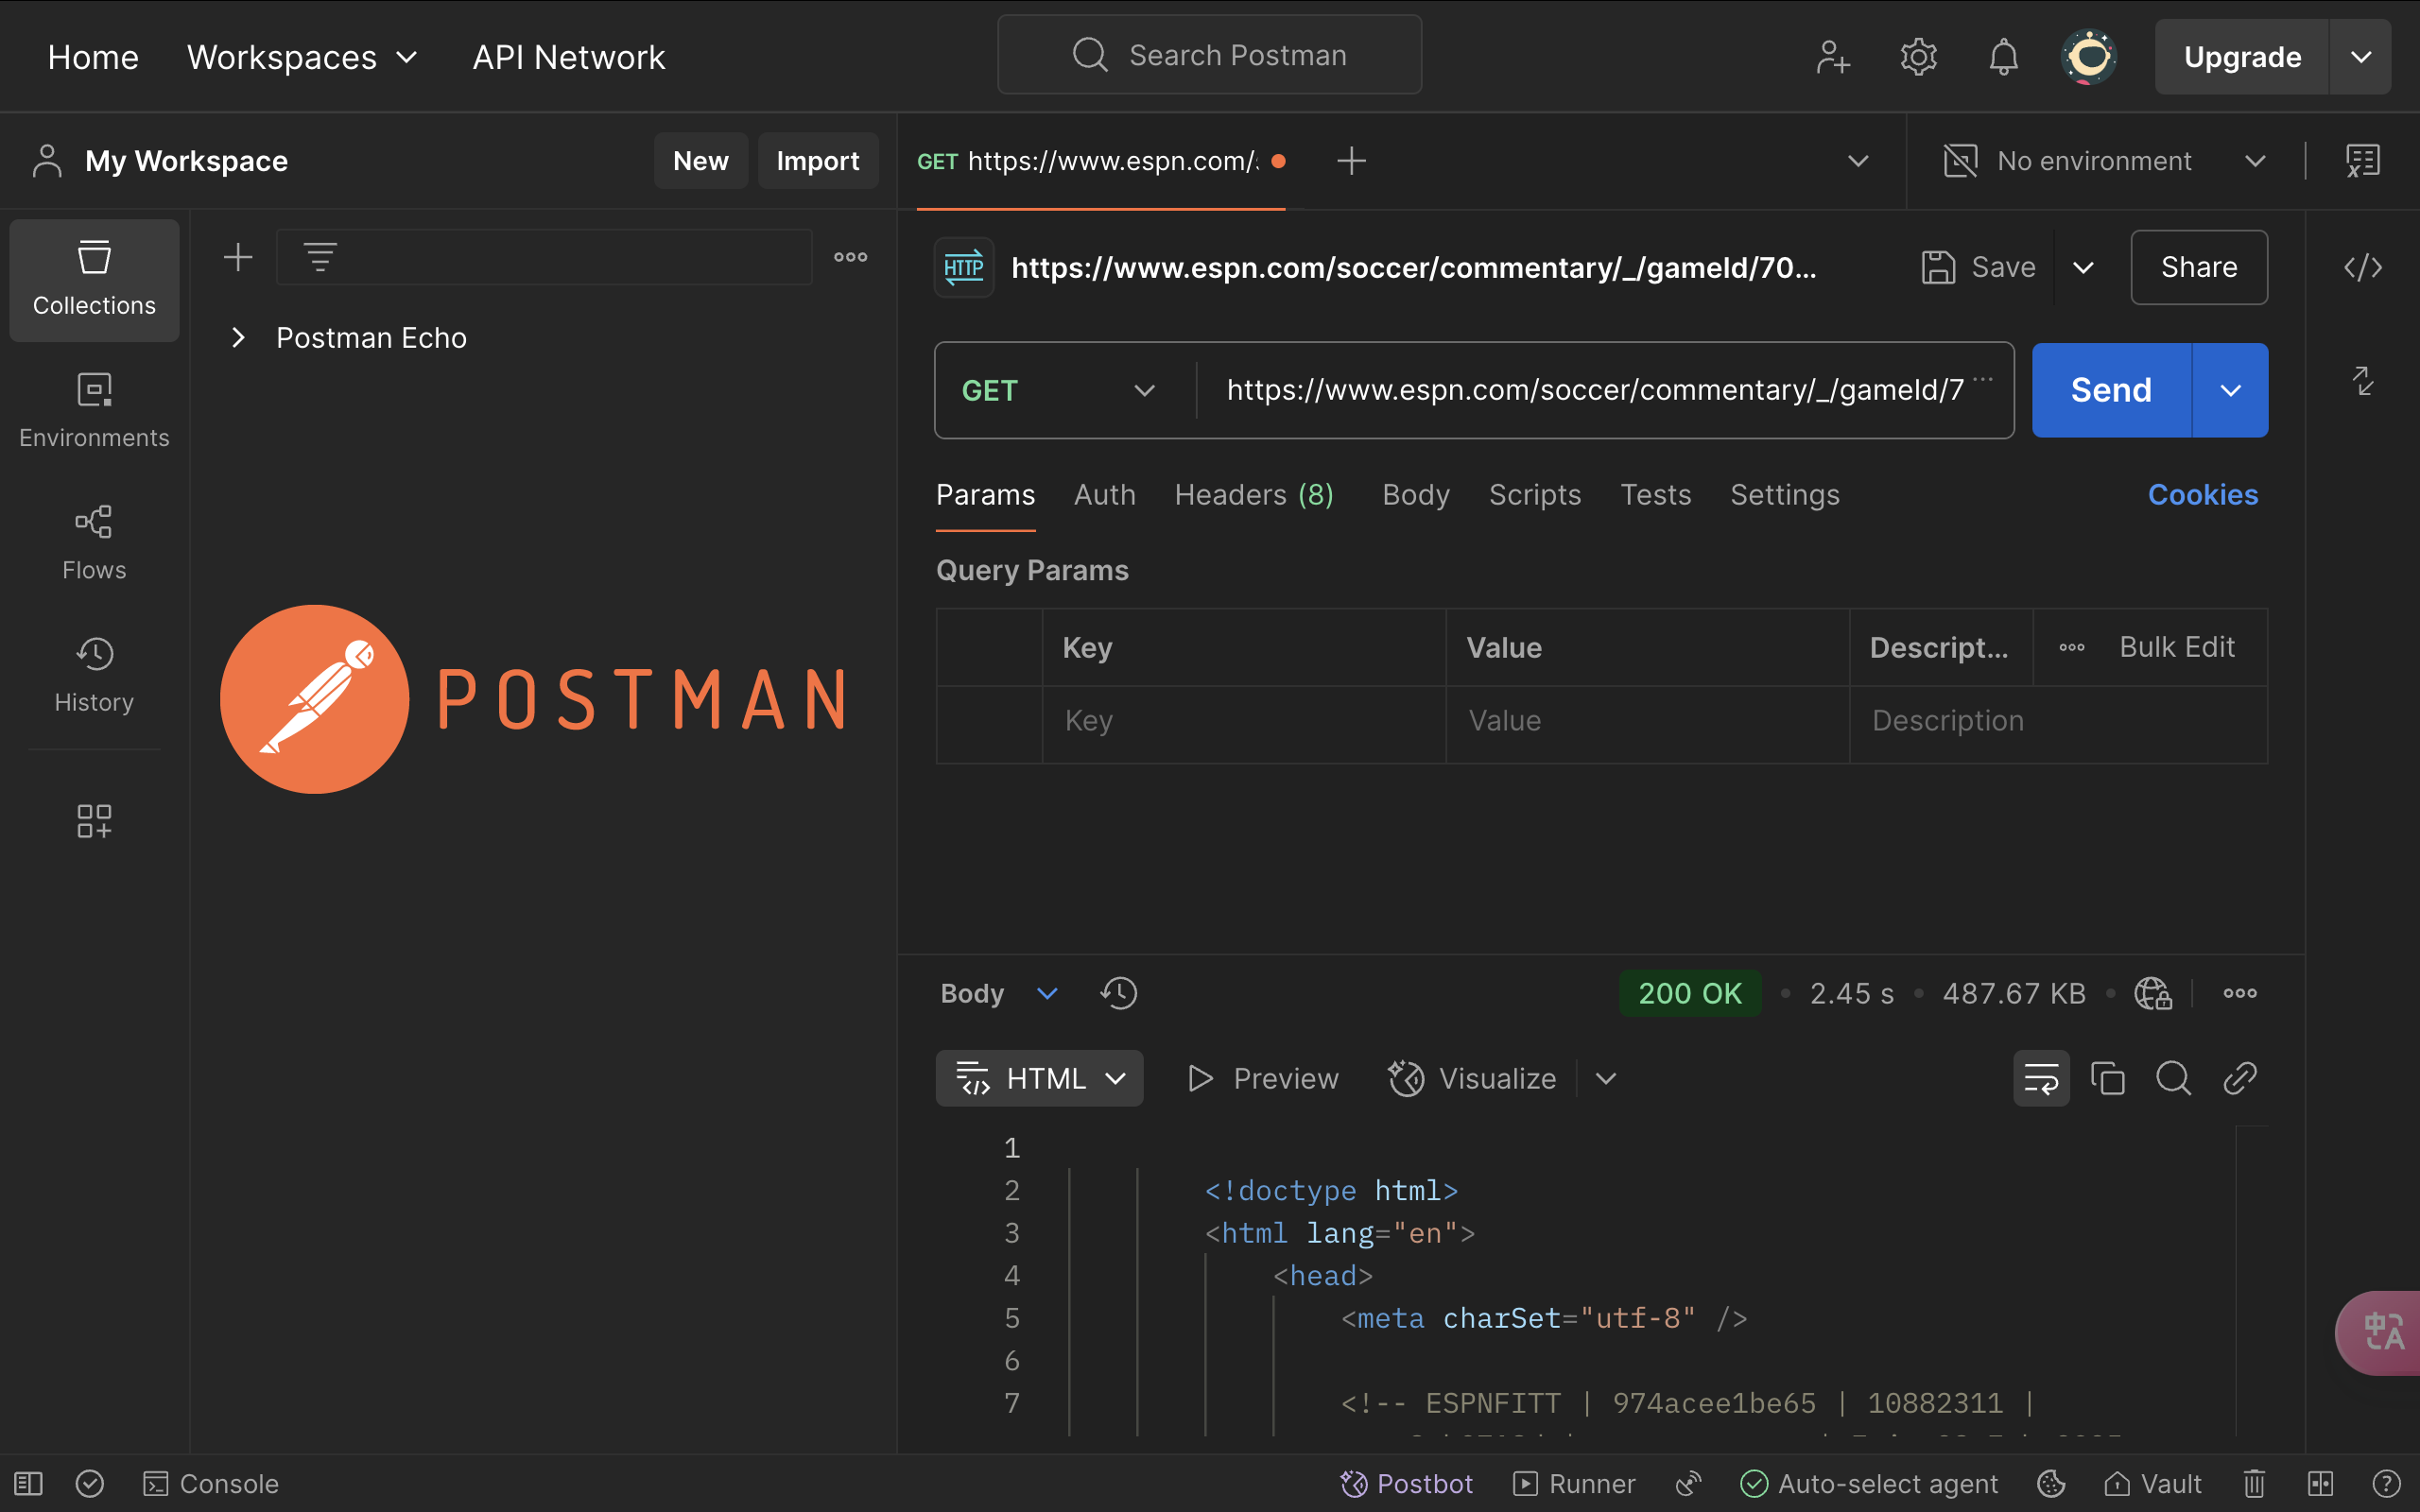 Home Workspaces API Network Search Postman Upgrade
My Workspace New Import
GET https://www.espn.com/ No environment
Collections
Environments
Flows
History
Postman Echo
POSTMAN
HTTP https://www.espn.com/soccer/commentary/_/gameId/70... Save Share
GET https://www.espn.com/soccer/commentary/_/gameId/7 ... Send
Params Auth Headers (8) Body Scripts Tests Settings Cookies
Query Params
Key Value Descript... Bulk Edit
Key Value Description
Body 200 OK • 2.45 s • 487.67 KB •
HTML Preview Visualize
1
2 <!doctype html>
3 <html lang="en">
4 <head>
5 <meta charSet="utf-8" />
6
7 <!-- ESPNFITT | 974acee1be65 | 10882311 |
中A
Console Postbot Runner Auto-select agent Vault